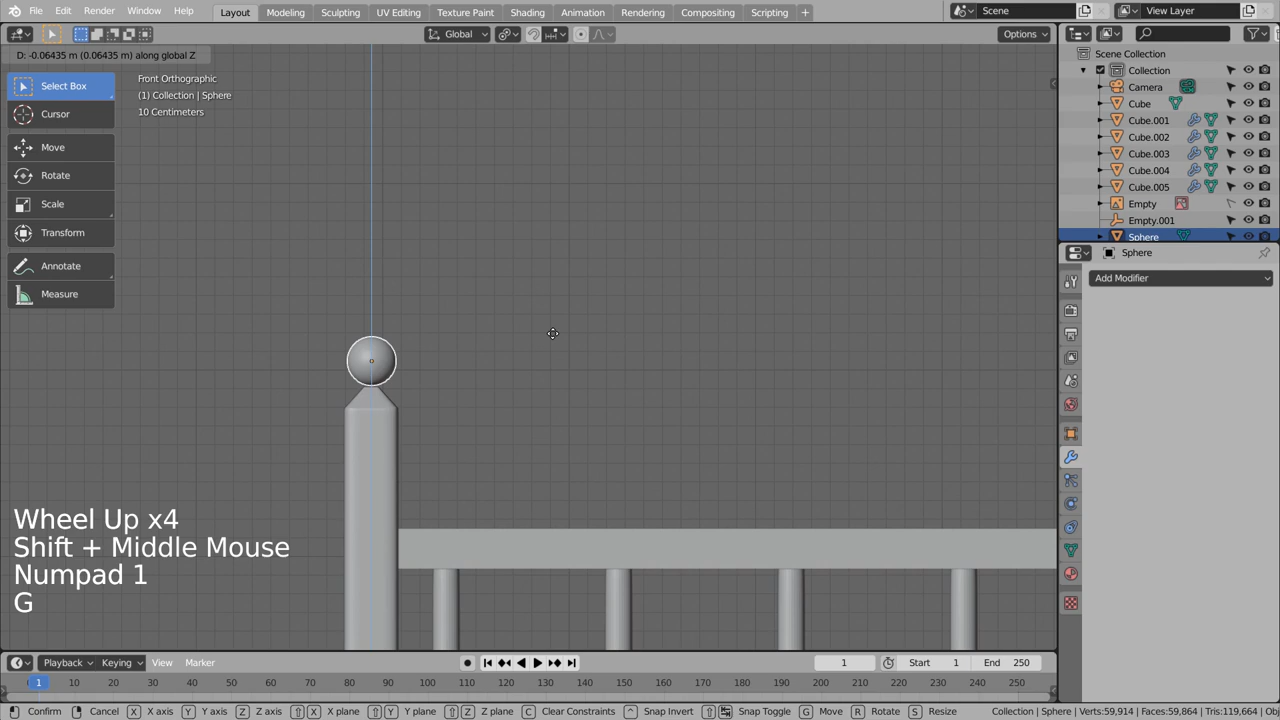 File Edit Render Window Help Layout Modeling Sculpting UV Editing Texture Paint Shading Animation Rendering Compositing Scripting + Scene View Layer
Global Options
D: -0.06435 m (0.06435 m) along global Z
Select Box
Cursor
Move
Rotate
Scale
Transform
Annotate
Measure
Front Orthographic
(1) Collection | Sphere
10 Centimeters
Wheel Up x4
Shift + Middle Mouse
Numpad 1
G
Scene Collection
Collection
Camera
Cube
Cube.001
Cube.002
Cube.003
Cube.004
Cube.005
Empty
Empty.001
Sphere
Sphere
Add Modifier
Playback Keying View Marker 1 Start 1 End 250
1 10 20 30 40 50 60 70 80 90 100 110 120 130 140 150 160 170 180 190 200 210 220 230 240 250
Confirm Cancel X X axis Y Y axis Z Z axis X X plane Y Y plane Z Z plane C Clear Constraints Snap Invert Snap Toggle G Move R Rotate S Resize Collection | Sphere | Verts:59,914 | Faces:59,864 | Tris:119,664 | Ob